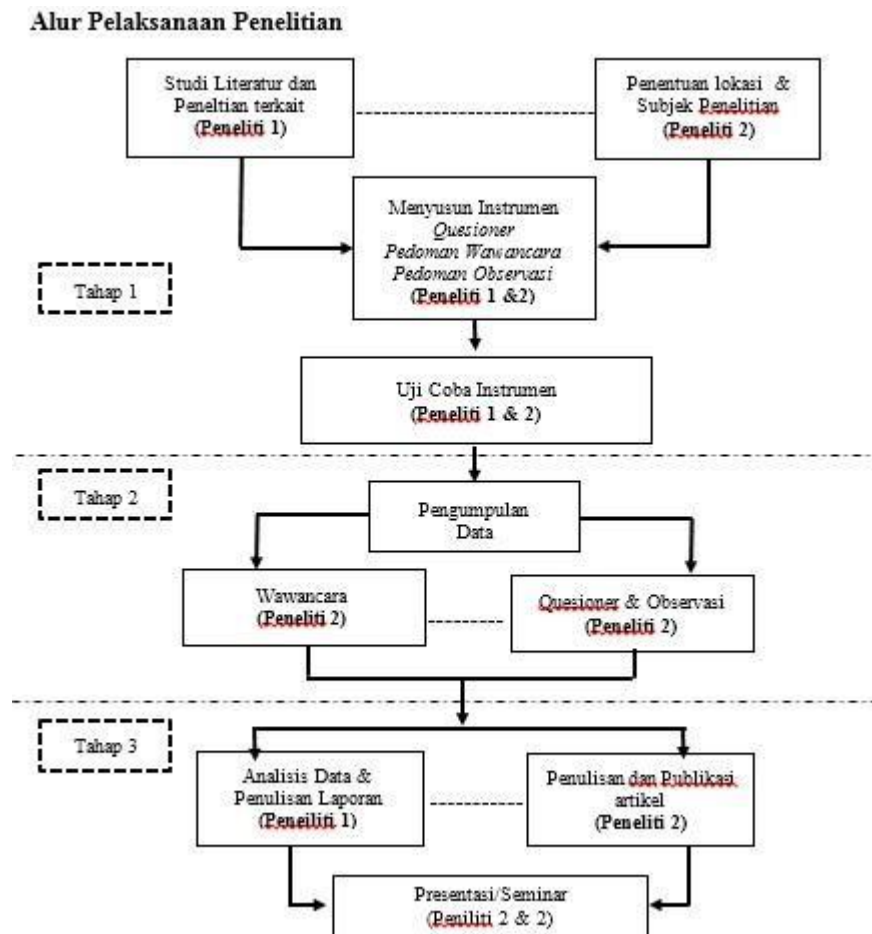 Alur Pelaksanaan Penelitian
Studi Literatur dan
Peneltian terkait
(Peneliti 1)
Penentuan lokasi &
Subjek Penelitian
(Peneliti 2)
Menyusun Instrumen
Quesioner
Pedoman Wawancara
Pedoman Observasi
(Peneliti 1 &2)
Tahap 1
Uji Coba Instrumen
(Peneliti 1 & 2)
Tahap 2
Pengumpulan
Data
Wawancara
(Peneliti 2)
Quesioner & Observasi
(Peneliti 2)
Tahap 3
Analisis Data &
Penulisan Laporan
(Peneiliti 1)
Penulisan dan Publikasi
artikel
(Peneliti 2)
Presentasi/Seminar
(Peniliti 2 & 2)